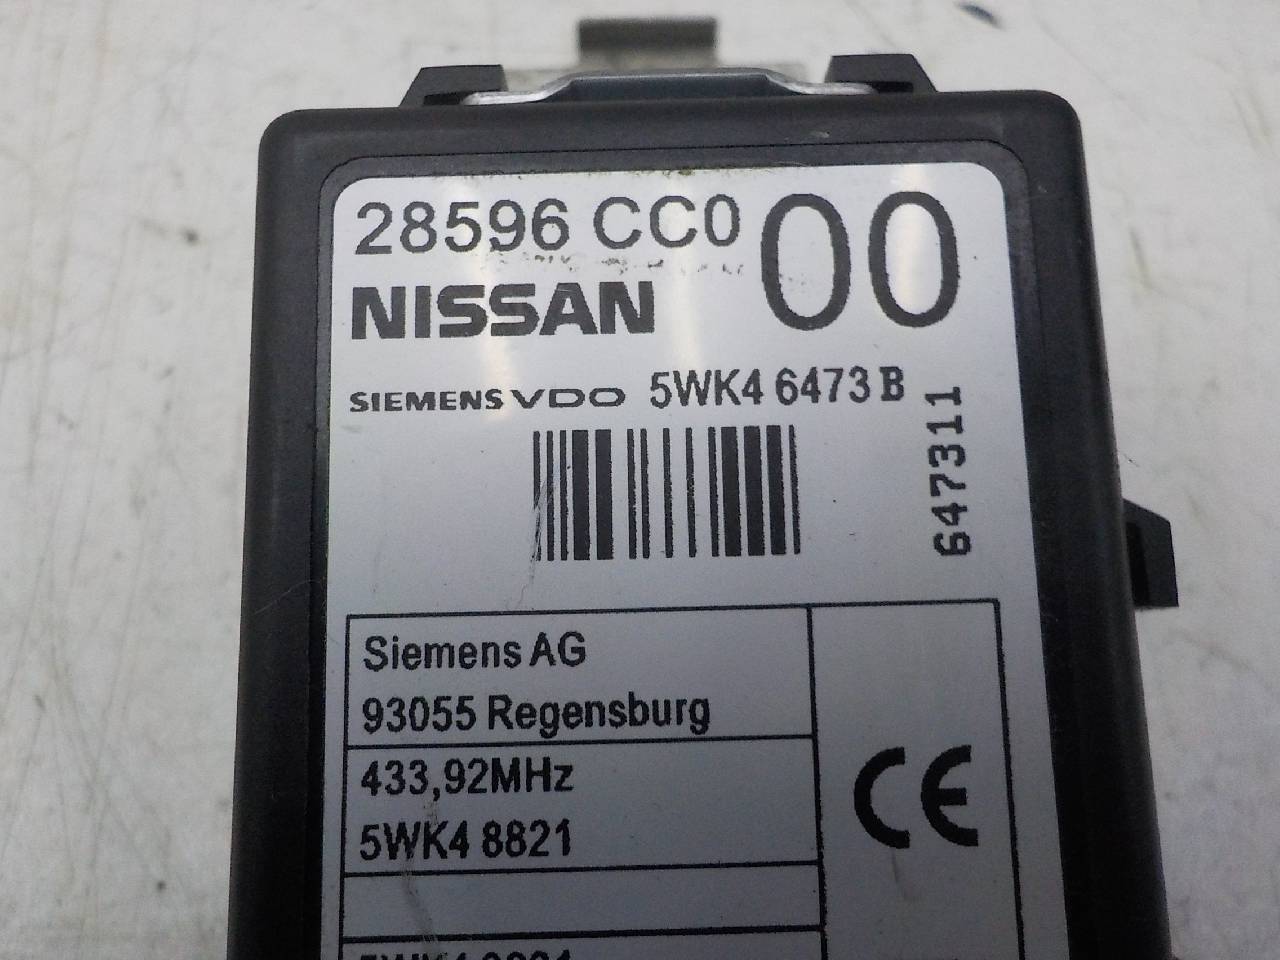 28596 CC0 00
NISSAN
SIEMENS VDO 5WK4 6473 B
647311
Siemens AG
93055 Regensburg
433,92MHz
5WK4 8821
CE